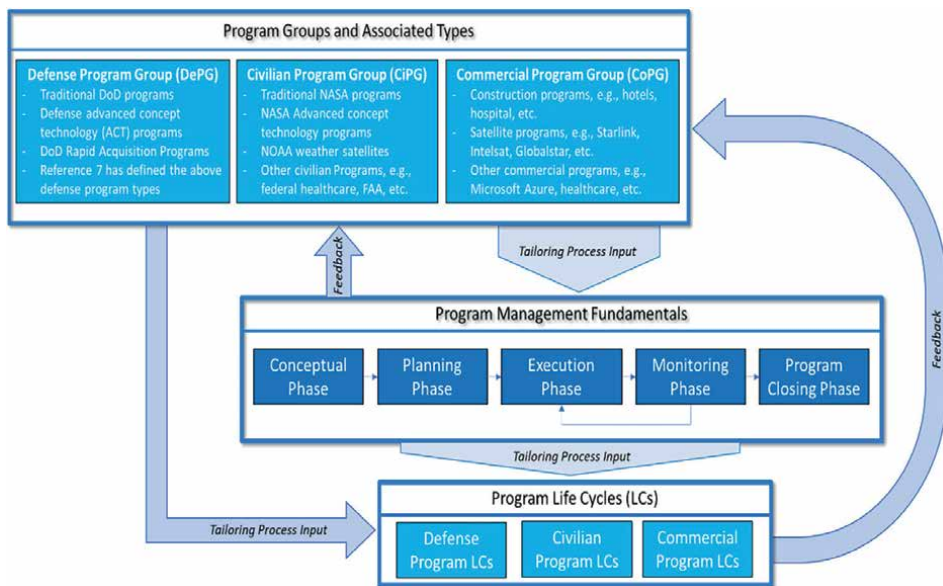 Program Groups and Associated Types
Defense Program Group (DePG)
- Traditional DoD programs
- Defense advanced concept
technology (ACT) programs
- DoD Rapid Acquisition Programs
- Reference 7 has defined the above
defense program types
Civilian Program Group (CiPG)
- Traditional NASA programs
- NASA Advanced concept
technology programs
- NOAA weather satellites
- Other civilian Programs, e.g.,
federal healthcare, FAA, etc.
Commercial Program Group (CoPG)
- Construction programs, e.g., hotels,
hospital, etc.
- Satellite programs, e.g., Starlink,
Intelsat, Globalstar, etc.
- Other commercial programs, e.g.,
Microsoft Azure, healthcare, etc.
Feedback
Tailoring Process Input
Feedback
Program Management Fundamentals
Conceptual
Phase
Planning
Phase
Execution
Phase
Monitoring
Phase
Program
Closing Phase
Tailoring Process Input
Program Life Cycles (LCs)
Tailoring Process Input
Defense
Program LCs
Civilian
Program LCs
Commercial
Program LCs